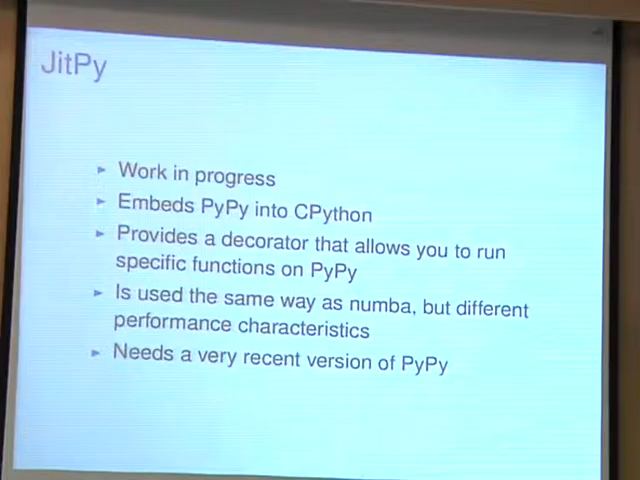 JitPy
Work in progress
Embeds PyPy into CPython
Provides a decorator that allows you to run
specific functions on PyPy
Is used the same way as numba, but different
performance characteristics
Needs a very recent version of PyPy